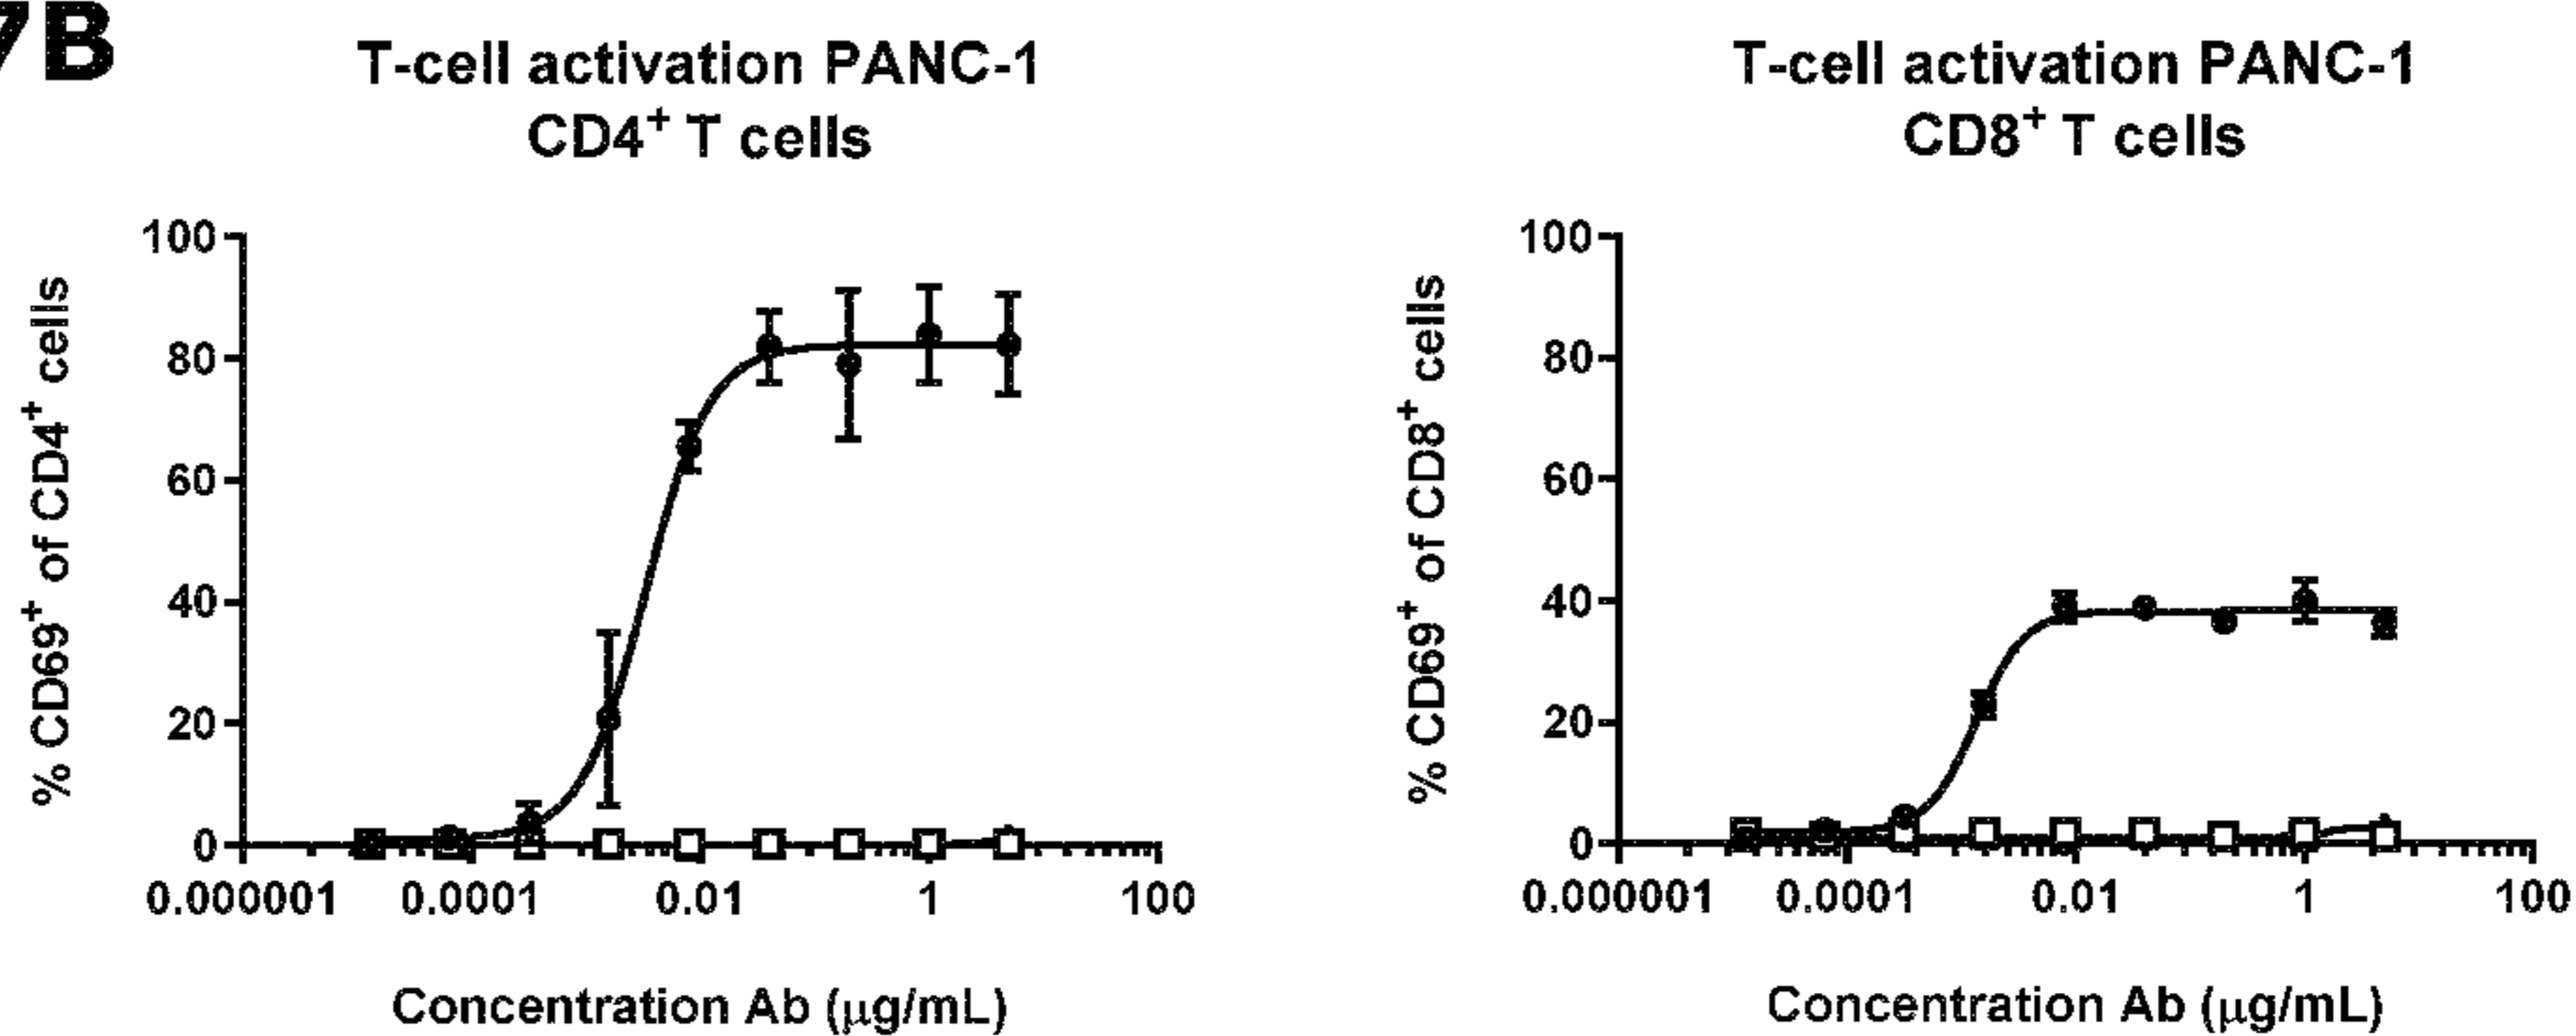 7B
T-cell activation PANC-1
CD4⁺ T cells
100
80
60
40
20
0
% CD69⁺ of CD4⁺ cells
0.000001 0.0001 0.01 1 100
Concentration Ab (μg/mL)
T-cell activation PANC-1
CD8⁺ T cells
100
80
60
40
20
0
% CD69⁺ of CD8⁺ cells
0.000001 0.0001 0.01 1 100
Concentration Ab (μg/mL)